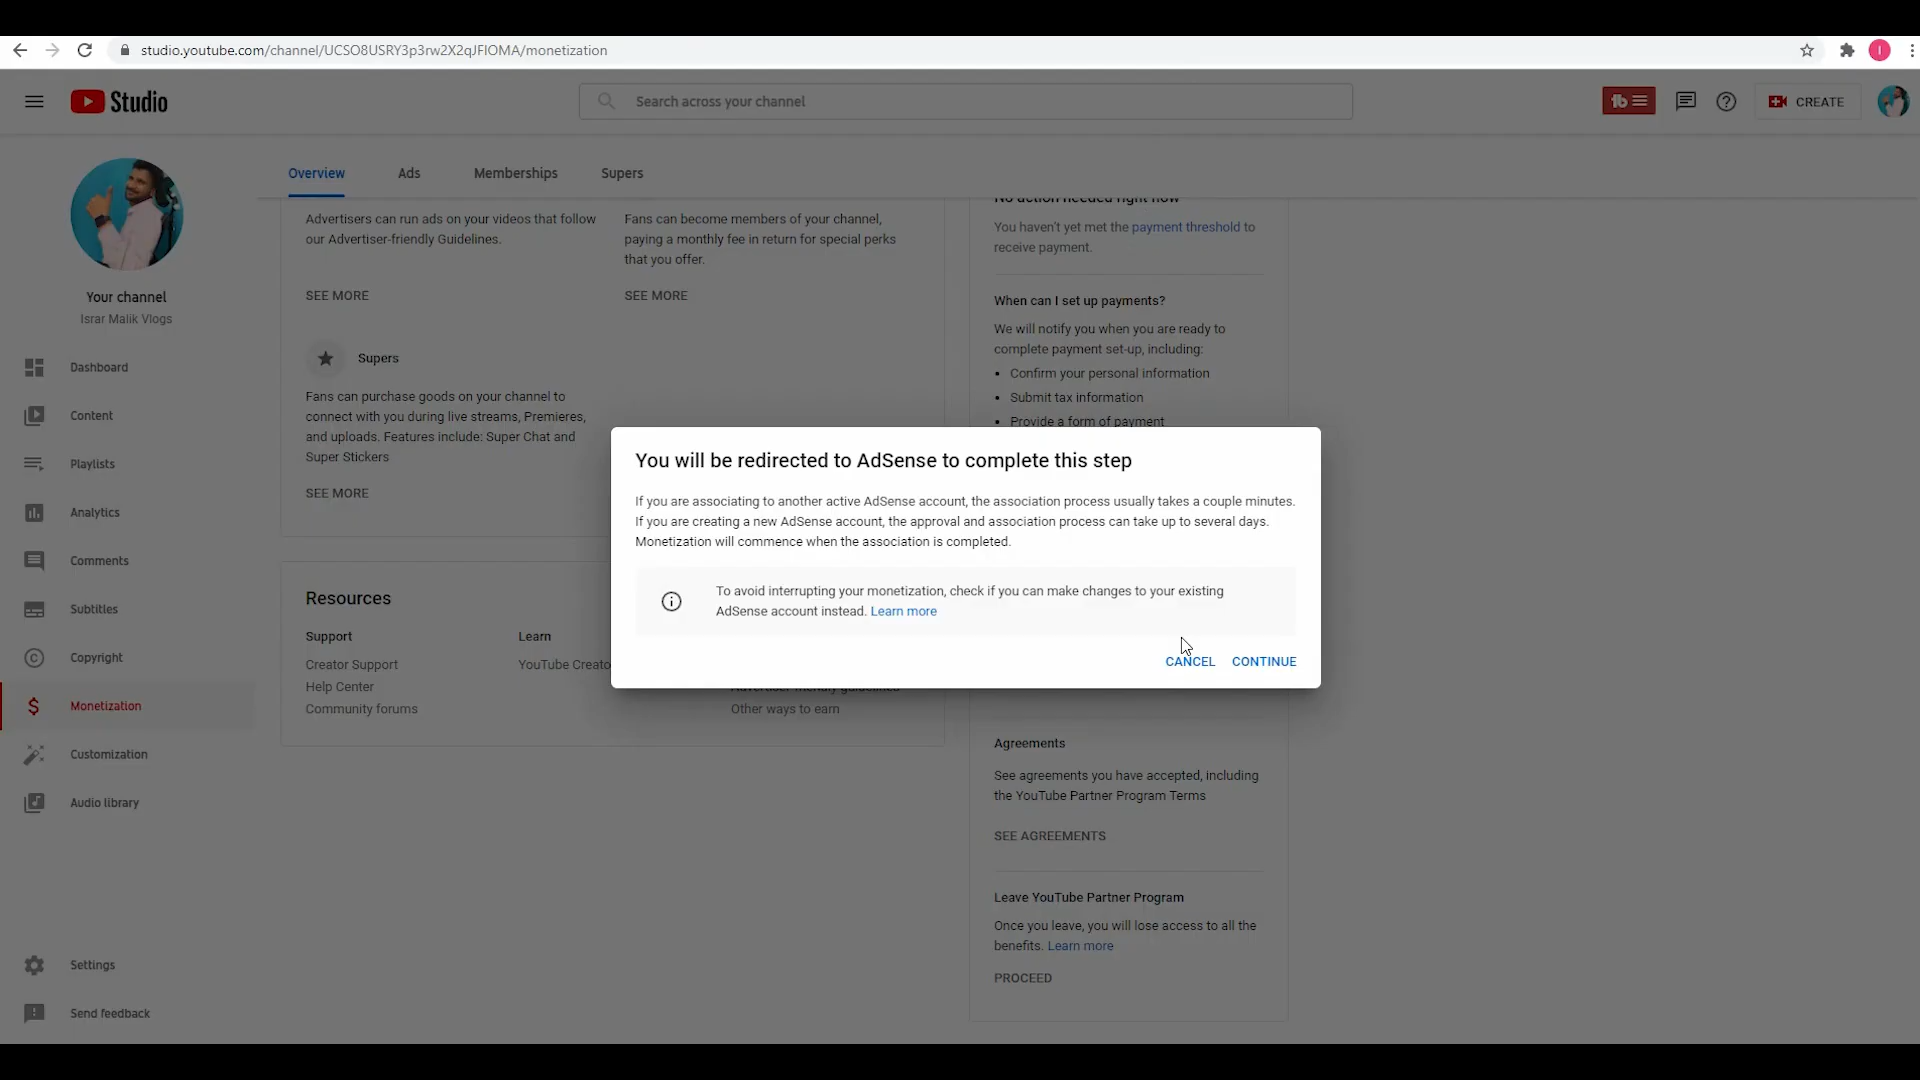 studio.youtube.com/channel/UCSO8USRY3p3rw2X2qJFIOMA/monetization
I
Studio
Search across your channel
CREATE
Your channel
Israr Malik Vlogs
Dashboard
Content
Playlists
Analytics
Comments
Subtitles
Copyright
Monetization
Customization
Audio library
Settings
Send feedback
Overview
Ads
Memberships
Supers
Advertisers can run ads on your videos that follow
our Advertiser-friendly Guidelines.
SEE MORE
Fans can become members of your channel,
paying a monthly fee in return for special perks
that you offer.
SEE MORE
Supers
Fans can purchase goods on your channel to
connect with you during live streams, Premieres,
and uploads. Features include: Super Chat and
Super Stickers
SEE MORE
Resources
Support
Creator Support
Help Center
Community forums
Learn
YouTube Creato
Advertiser-friendly guidelines
Other ways to earn
No action needed right now
You haven't yet met the payment threshold to
receive payment.
When can I set up payments?
We will notify you when you are ready to
complete payment set-up, including:
• Confirm your personal information
• Submit tax information
• Provide a form of payment
You will be redirected to AdSense to complete this step
If you are associating to another active AdSense account, the association process usually takes a couple minutes.
If you are creating a new AdSense account, the approval and association process can take up to several days.
Monetization will commence when the association is completed.
To avoid interrupting your monetization, check if you can make changes to your existing
AdSense account instead. Learn more
CANCEL
CONTINUE
Agreements
See agreements you have accepted, including
the YouTube Partner Program Terms
SEE AGREEMENTS
Leave YouTube Partner Program
Once you leave, you will lose access to all the
benefits. Learn more
PROCEED